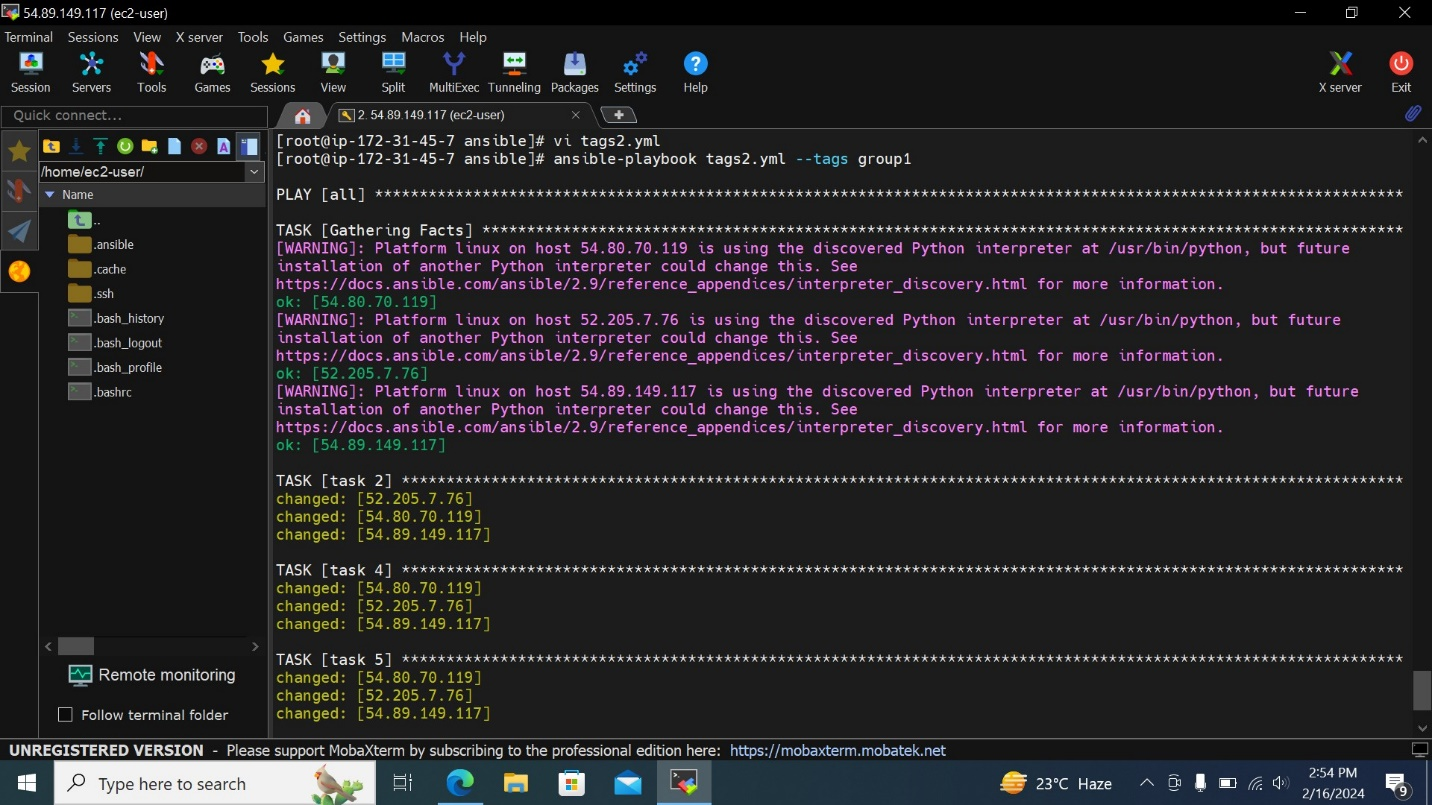 54.89.149.117 (ec2-user)
Terminal Sessions View X server Tools Games Settings Macros Help
Session Servers Tools Games Sessions View Split MultiExec Tunneling Packages Settings Help X server Exit
Quick connect...
2. 54.89.149.117 (ec2-user)
/home/ec2-user/
Name
..
.ansible
.cache
.ssh
.bash_history
.bash_logout
.bash_profile
.bashrc
Remote monitoring
Follow terminal folder
[root@ip-172-31-45-7 ansible]# vi tags2.yml
[root@ip-172-31-45-7 ansible]# ansible-playbook tags2.yml --tags group1
PLAY [all] ******************************************************************************************************************
TASK [Gathering Facts] ******************************************************************************************************
[WARNING]: Platform linux on host 54.80.70.119 is using the discovered Python interpreter at /usr/bin/python, but future
installation of another Python interpreter could change this. See
https://docs.ansible.com/ansible/2.9/reference_appendices/interpreter_discovery.html for more information.
ok: [54.80.70.119]
[WARNING]: Platform linux on host 52.205.7.76 is using the discovered Python interpreter at /usr/bin/python, but future
installation of another Python interpreter could change this. See
https://docs.ansible.com/ansible/2.9/reference_appendices/interpreter_discovery.html for more information.
ok: [52.205.7.76]
[WARNING]: Platform linux on host 54.89.149.117 is using the discovered Python interpreter at /usr/bin/python, but future
installation of another Python interpreter could change this. See
https://docs.ansible.com/ansible/2.9/reference_appendices/interpreter_discovery.html for more information.
ok: [54.89.149.117]
TASK [task 2] ***************************************************************************************************************
changed: [52.205.7.76]
changed: [54.80.70.119]
changed: [54.89.149.117]
TASK [task 4] ***************************************************************************************************************
changed: [54.80.70.119]
changed: [52.205.7.76]
changed: [54.89.149.117]
TASK [task 5] ***************************************************************************************************************
changed: [54.80.70.119]
changed: [52.205.7.76]
changed: [54.89.149.117]
UNREGISTERED VERSION - Please support MobaXterm by subscribing to the professional edition here: https://mobaxterm.mobatek.net
Type here to search
23°C Haze
2:54 PM
2/16/2024
9